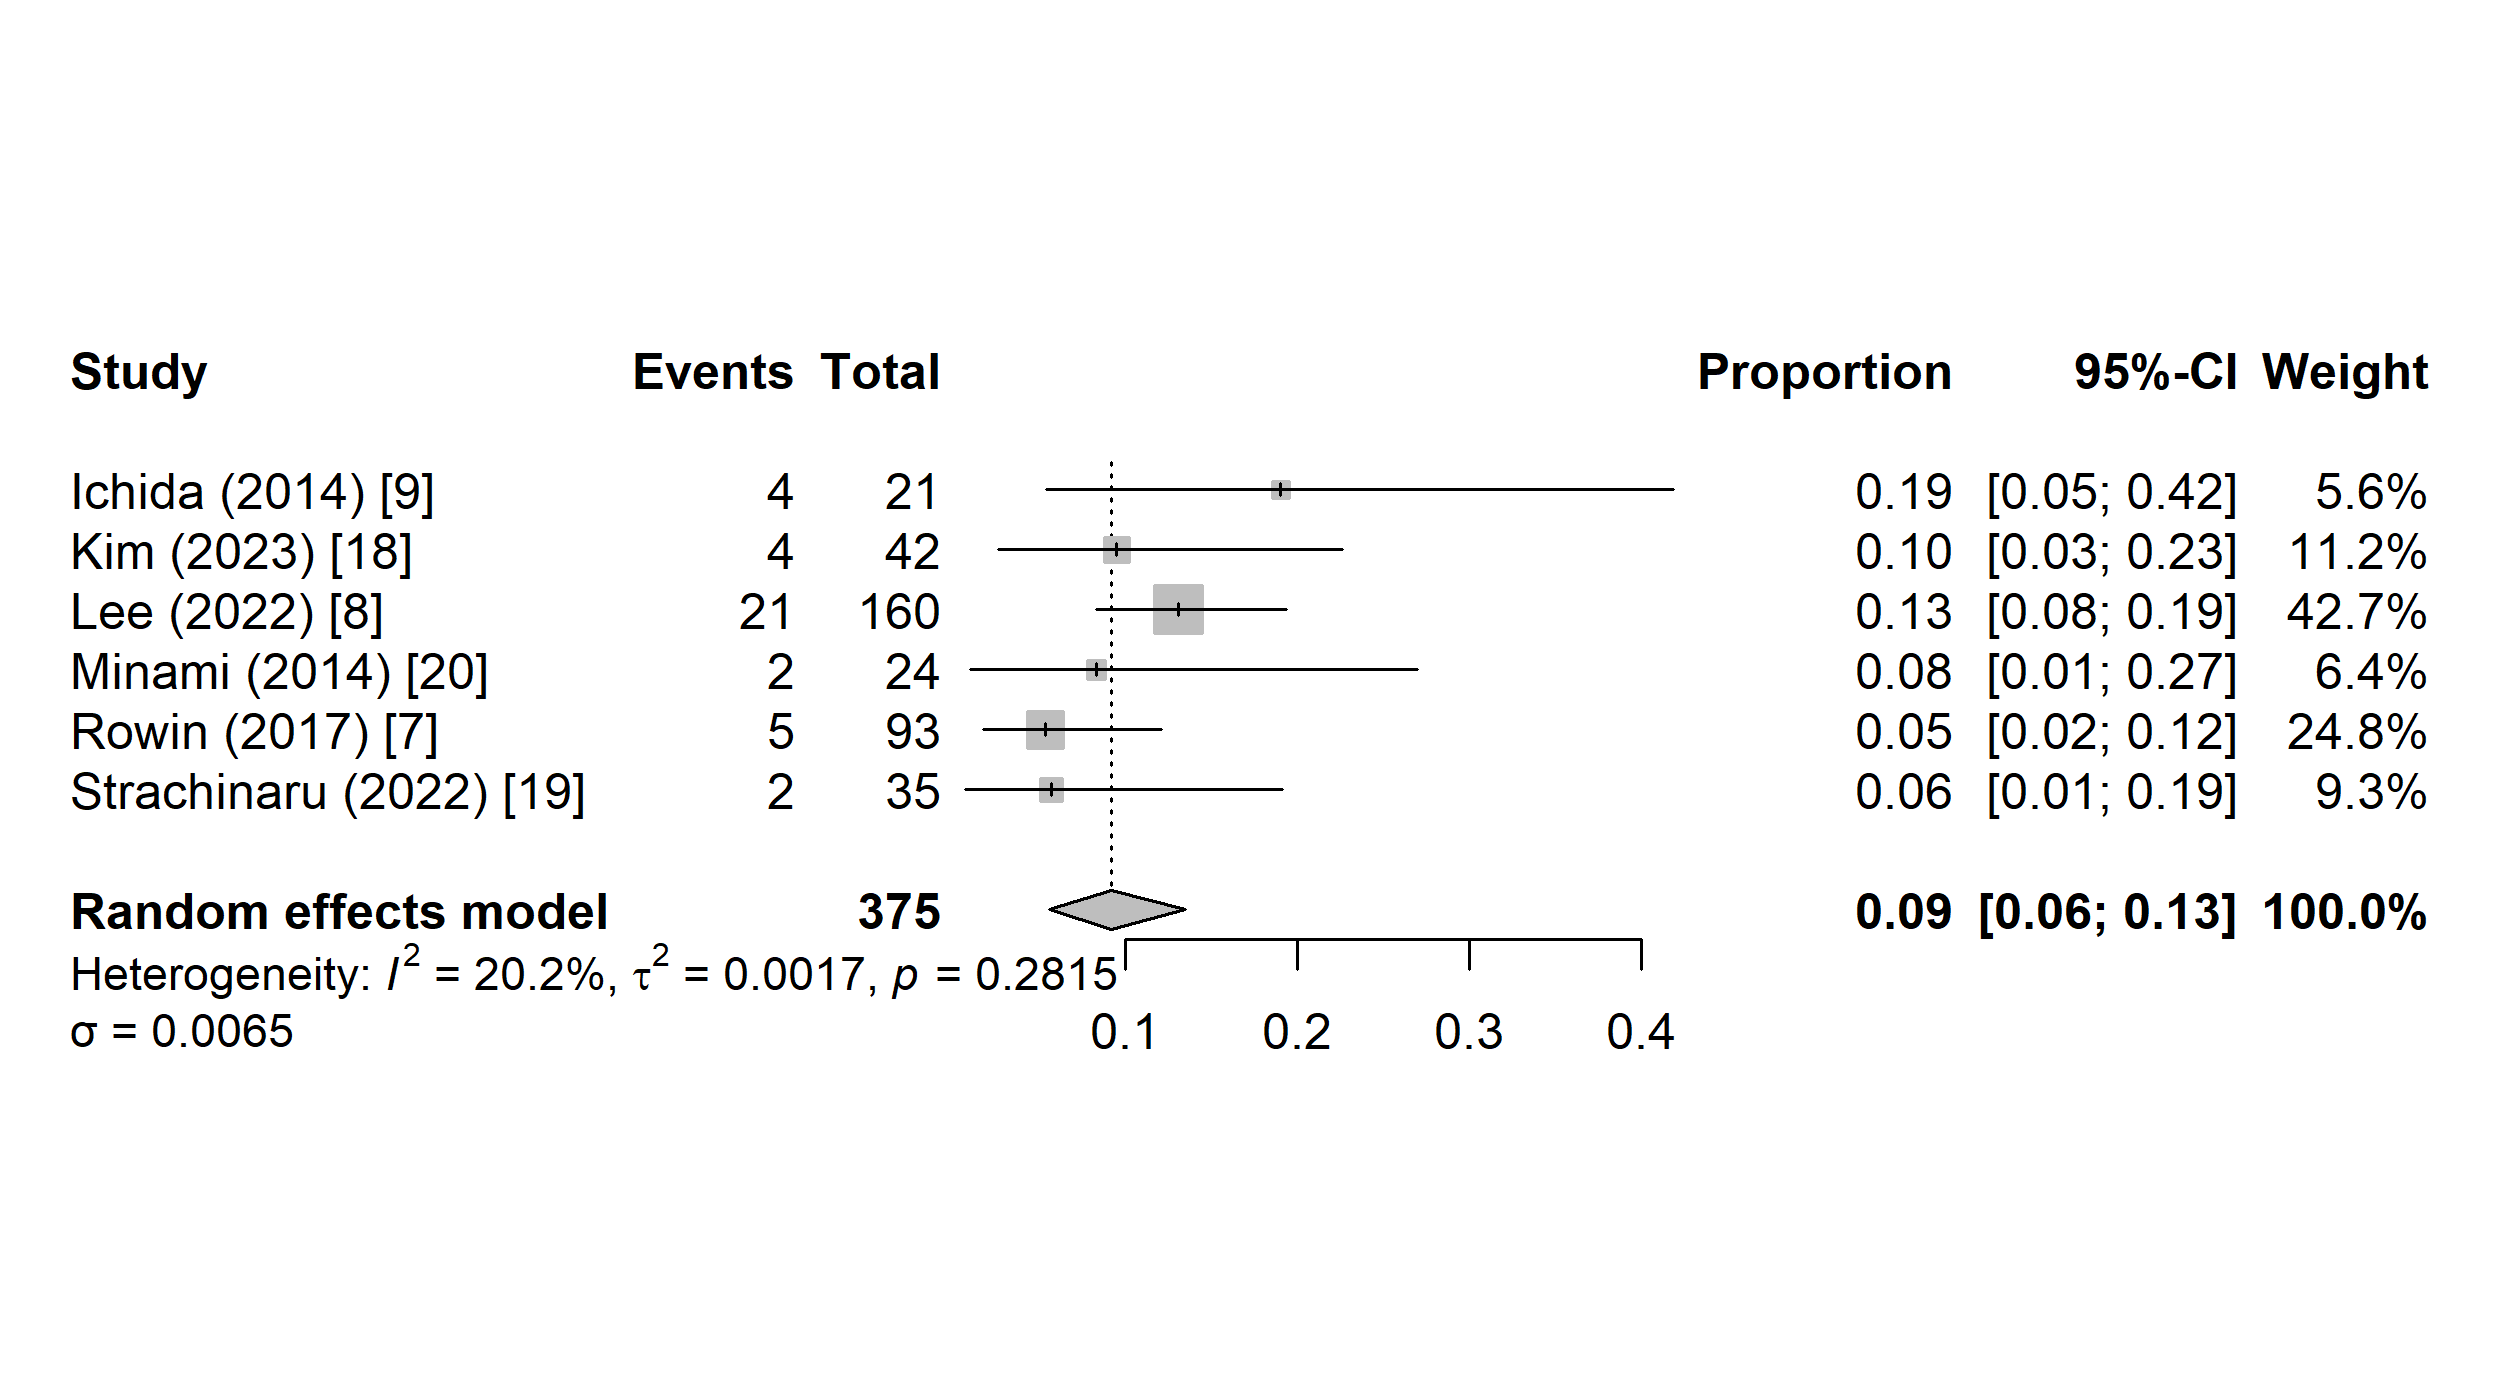 Study Events Total Proportion 95%-CI Weight
Ichida (2014) [9] 4 21 0.19 [0.05; 0.42] 5.6%
Kim (2023) [18] 4 42 0.10 [0.03; 0.23] 11.2%
Lee (2022) [8] 21 160 0.13 [0.08; 0.19] 42.7%
Minami (2014) [20] 2 24 0.08 [0.01; 0.27] 6.4%
Rowin (2017) [7] 5 93 0.05 [0.02; 0.12] 24.8%
Strachinaru (2022) [19] 2 35 0.06 [0.01; 0.19] 9.3%
Random effects model 375 0.09 [0.06; 0.13] 100.0%
Heterogeneity: I² = 20.2%, τ² = 0.0017, p = 0.2815
σ = 0.0065 0.1 0.2 0.3 0.4